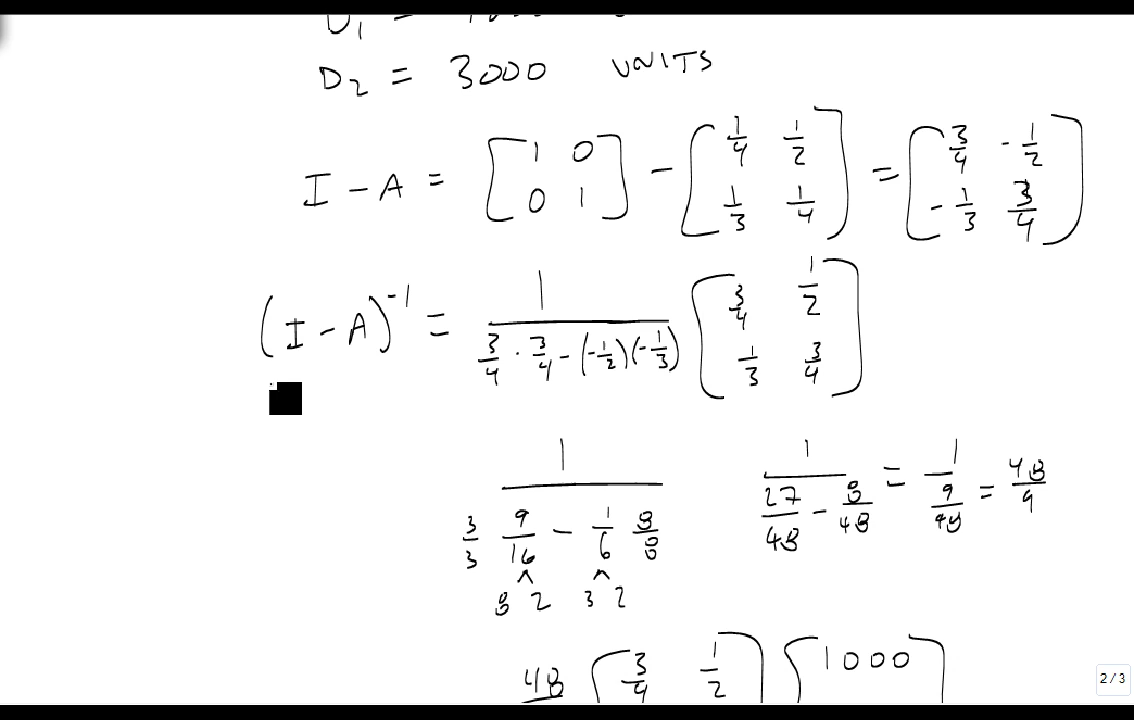 D₂ = 3000 UNITS
I - A = [1 0; 0 1] - [1/4 1/2; 1/3 1/4] = [3/4 -1/2; -1/3 3/4]
(I - A)⁻¹ = 1/(3/4 · 3/4 - (-1/2)(-1/3)) [3/4 1/2; 1/3 3/4]
1/(3/3 9/16 - 1/6 8/8) 1/(27/48 - 8/48) = 1/(9/48) = 48/9
8 2 3 2
48 [3/4 1/2] [1000]
2/3